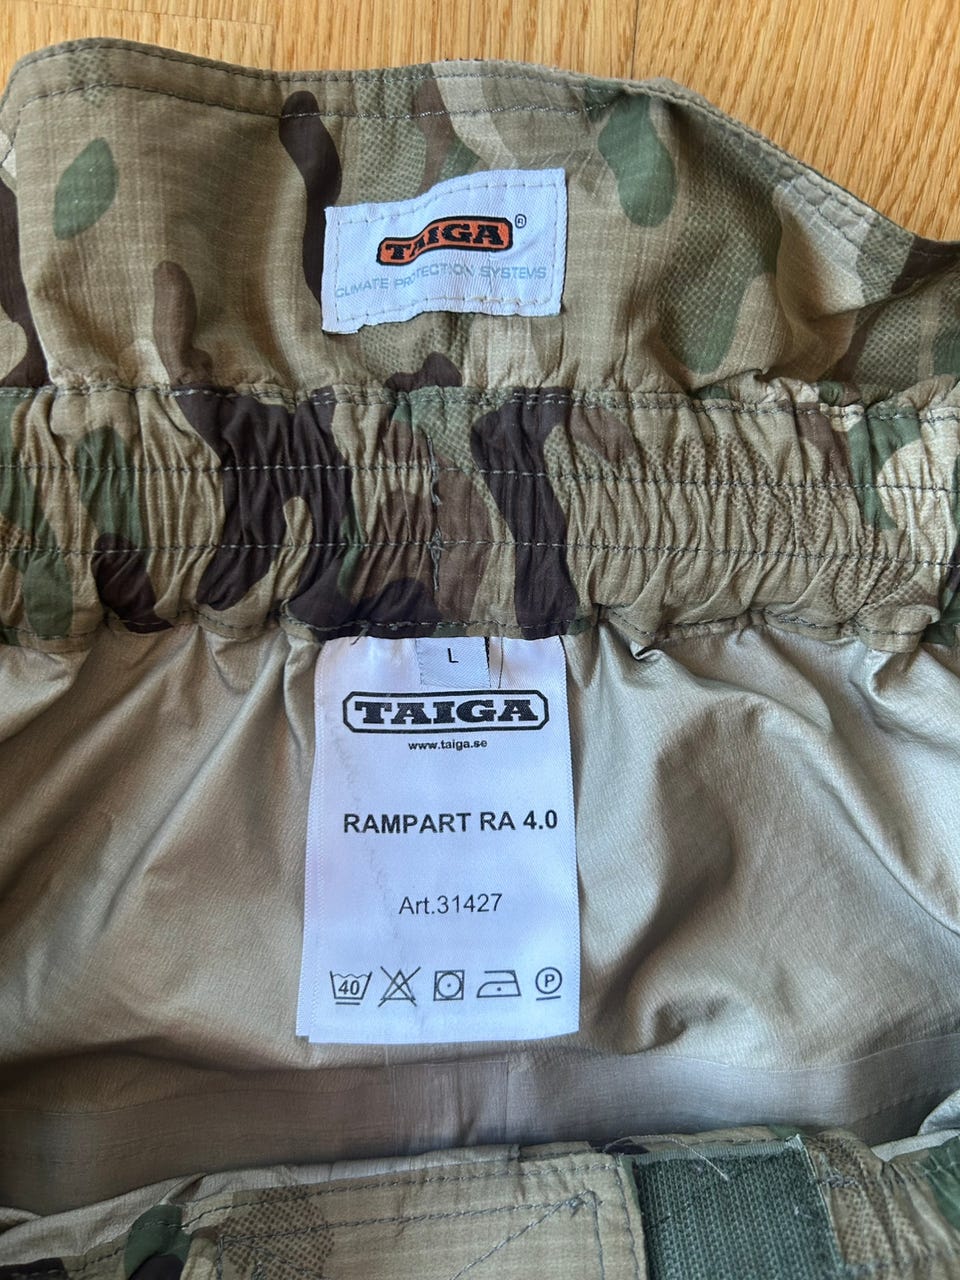 TAIGA®
CLIMATE PROTECTION SYSTEMS
L
TAIGA
www.taiga.se
RAMPART RA 4.0
Art.31427
40 P